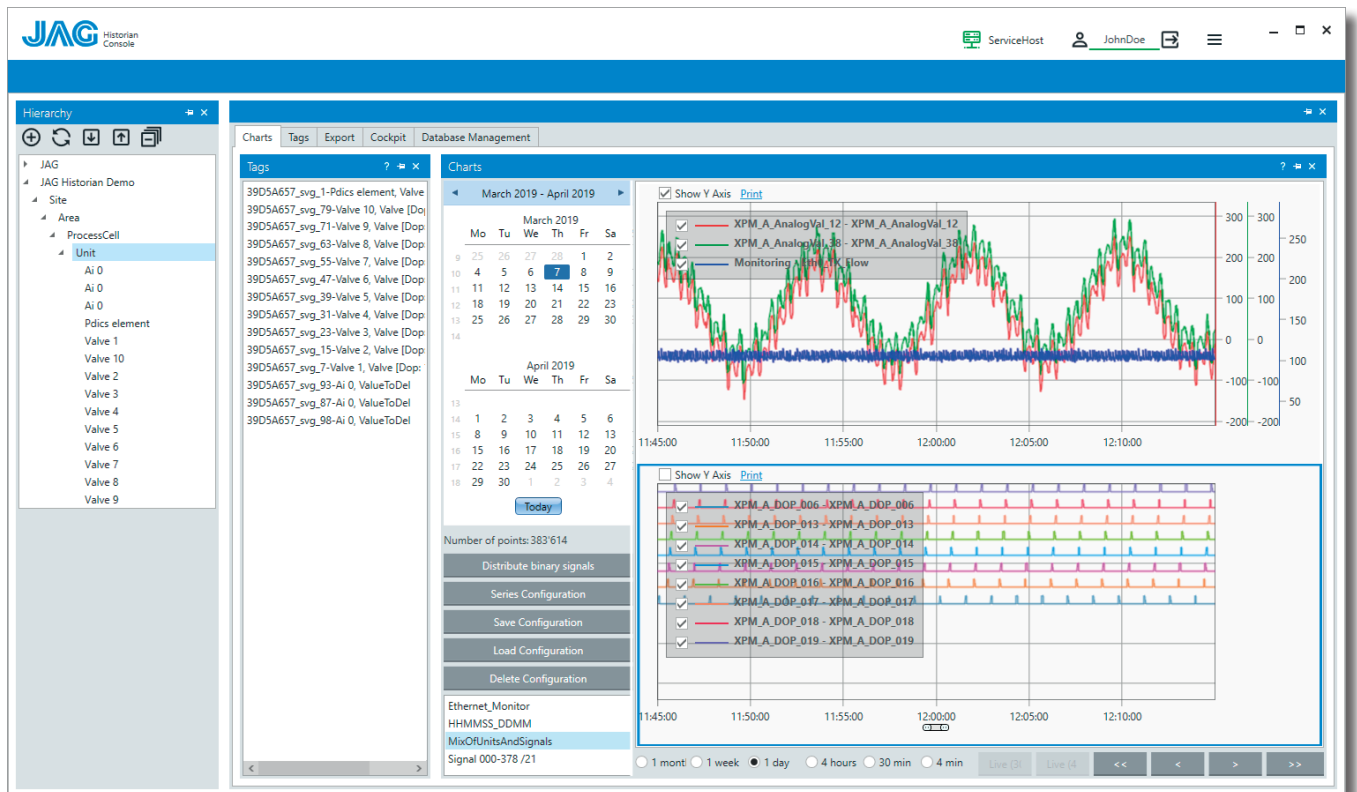 JAG Historian
Console
ServiceHost
JohnDoe
Hierarchy
JAG
JAG Historian Demo
Site
Area
ProcessCell
Unit
Ai 0
Ai 0
Ai 0
Pdics element
Valve 1
Valve 10
Valve 2
Valve 3
Valve 4
Valve 5
Valve 6
Valve 7
Valve 8
Valve 9
Charts Tags Export Cockpit Database Management
Tags ?
39D5A657_svg_1-Pdics element, Valve
39D5A657_svg_79-Valve 10, Valve [Do
39D5A657_svg_71-Valve 9, Valve [Dop:
39D5A657_svg_63-Valve 8, Valve [Dop:
39D5A657_svg_55-Valve 7, Valve [Dop:
39D5A657_svg_47-Valve 6, Valve [Dop:
39D5A657_svg_39-Valve 5, Valve [Dop:
39D5A657_svg_31-Valve 4, Valve [Dop:
39D5A657_svg_23-Valve 3, Valve [Dop:
39D5A657_svg_15-Valve 2, Valve [Dop:
39D5A657_svg_7-Valve 1, Valve [Dop:
39D5A657_svg_93-Ai 0, ValueToDel
39D5A657_svg_87-Ai 0, ValueToDel
39D5A657_svg_98-Ai 0, ValueToDel
Charts ?
March 2019 - April 2019
March 2019
Mo Tu We Th Fr Sa
9 25 26 27 28 1 2
10 4 5 6 7 8 9
11 11 12 13 14 15 16
12 18 19 20 21 22 23
13 25 26 27 28 29 30
14
April 2019
Mo Tu We Th Fr Sa
13
14 1 2 3 4 5 6
15 8 9 10 11 12 13
16 15 16 17 18 19 20
17 22 23 24 25 26 27
18 29 30 1 2 3 4
Today
Number of points: 383'614
Distribute binary signals
Series Configuration
Save Configuration
Load Configuration
Delete Configuration
Ethernet_Monitor
HHMMSS_DDMM
MixOfUnitsAndSignals
Signal 000-378 /21
Show Y Axis Print
XPM_A_AnalogVal_12 - XPM_A_AnalogVal_12
XPM_A_AnalogVal_38 - XPM_A_AnalogVal_38
Monitoring
Flow
300 300
250
200 200
200
100 100
150
0 0
100
-100 -100
50
-200 -200
11:45:00 11:50:00 11:55:00 12:00:00 12:05:00 12:10:00
Show Y Axis Print
XPM_A_DOP_006 - XPM_A_DOP_006
XPM_A_DOP_013 - XPM_A_DOP_013
XPM_A_DOP_014 - XPM_A_DOP_014
XPM_A_DOP_015 - XPM_A_DOP_015
XPM_A_DOP_016 - XPM_A_DOP_016
XPM_A_DOP_017 - XPM_A_DOP_017
XPM_A_DOP_018 - XPM_A_DOP_018
XPM_A_DOP_019 - XPM_A_DOP_019
11:45:00 11:50:00 11:55:00 12:00:00 12:05:00 12:10:00
1 mont 1 week 1 day 4 hours 30 min 4 min Live (3 Live (4 << < > >>